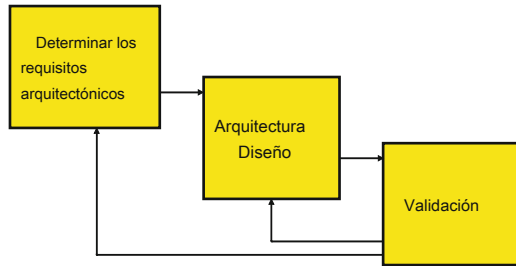 Determinar los
requisitos
arquitectónicos
Arquitectura
Diseño
Validación